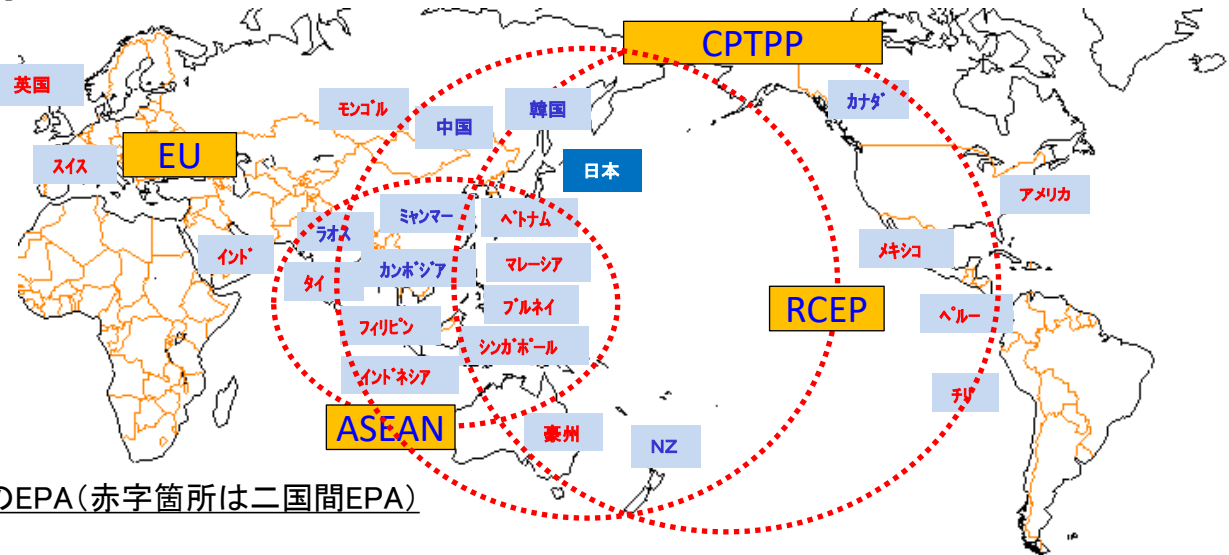 CPTPP
英国
モンゴル
中国
韓国
カナダ
スイス
EU
日本
アメリカ
ラオス
ミャンマー
ベトナム
インド
タイ
カンボジア
マレーシア
メキシコ
フィリピン
ブルネイ
RCEP
ペルー
シンガポール
インドネシア
チリ
ASEAN
豪州
NZ
のEPA(赤字箇所は二国間EPA)